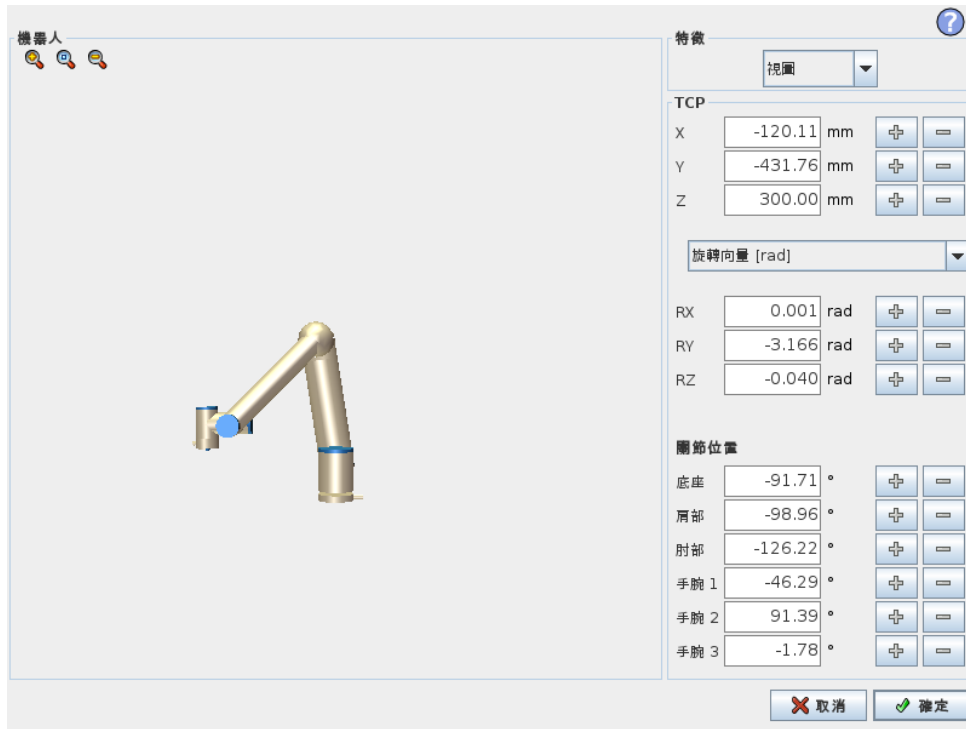 機器人
特徵
視圖
TCP
X -120.11 mm
Y -431.76 mm
Z 300.00 mm
旋轉向量 [rad]
RX 0.001 rad
RY -3.166 rad
RZ -0.040 rad
關節位置
底座 -91.71 °
肩部 -98.96 °
肘部 -126.22 °
手腕 1 -46.29 °
手腕 2 91.39 °
手腕 3 -1.78 °
取消
確定